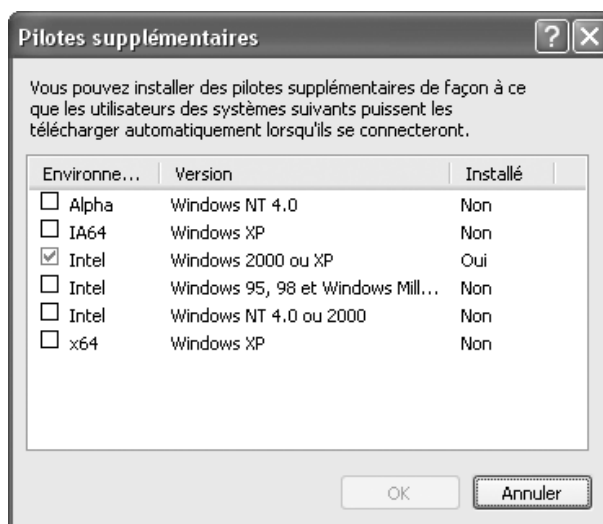 Pilotes supplémentaires
Vous pouvez installer des pilotes supplémentaires de façon à ce
que les utilisateurs des systèmes suivants puissent les
télécharger automatiquement lorsqu'ils se connecteront.
Environne... Version Installé
Alpha Windows NT 4.0 Non
IA64 Windows XP Non
Intel Windows 2000 ou XP Oui
Intel Windows 95, 98 et Windows Mill... Non
Intel Windows NT 4.0 ou 2000 Non
x64 Windows XP Non
OK Annuler